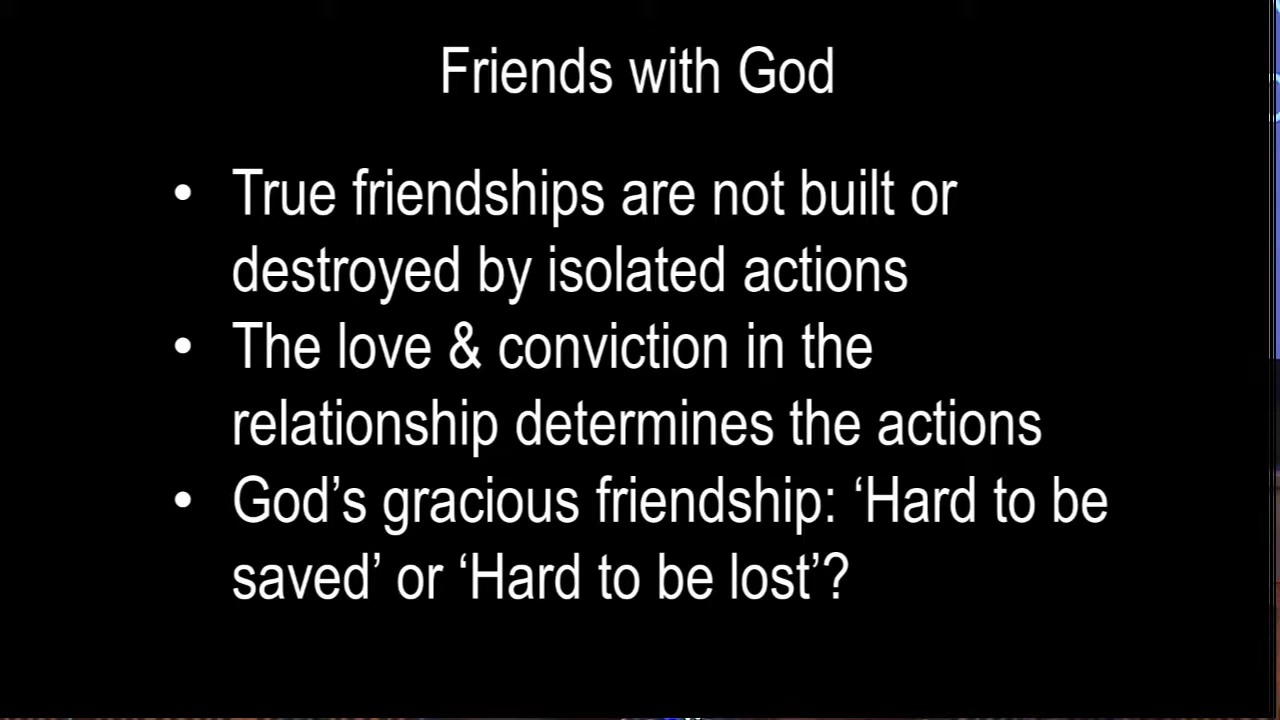 Friends with God
• True friendships are not built or
destroyed by isolated actions
• The love & conviction in the
relationship determines the actions
• God’s gracious friendship: ‘Hard to be
saved’ or ‘Hard to be lost’?